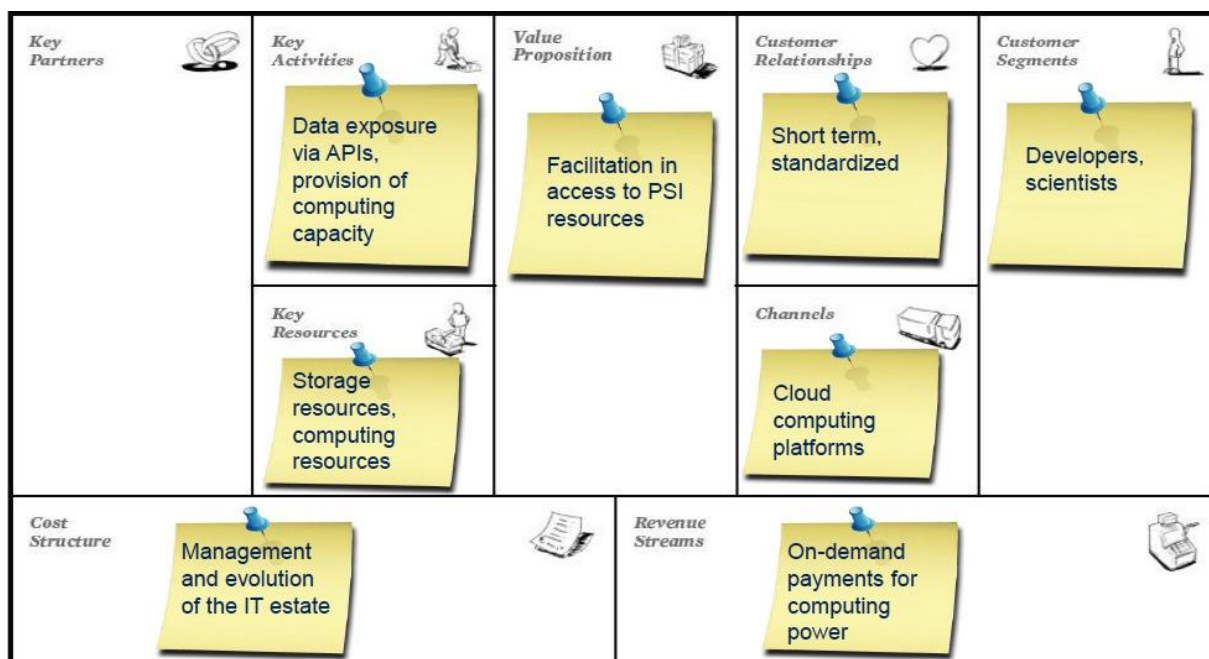 Key
Partners
Key
Activities
Data exposure
via APIs,
provision of
computing
capacity
Key
Resources
Storage
resources,
computing
resources
Value
Proposition
Facilitation in
access to PSI
resources
Customer
Relationships
Short term,
standardized
Channels
Cloud
computing
platforms
Customer
Segments
Developers,
scientists
Cost
Structure
Management
and evolution
of the IT estate
Revenue
Streams
On-demand
payments for
computing
power